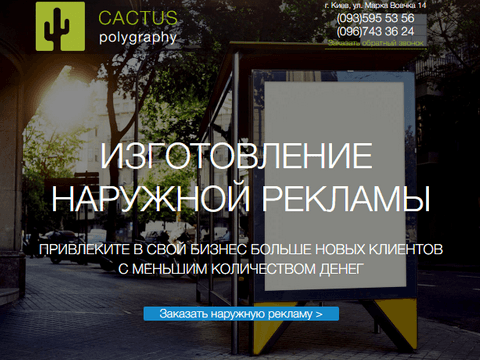 CACTUS
polygraphy
г. Киев, ул. Марка Вовчка 14
(093)595 53 56
(096)743 36 24
Заказать обратный звонок
ИЗГОТОВЛЕНИЕ
НАРУЖНОЙ РЕКЛАМЫ
ПРИВЛЕКИТЕ В СВОЙ БИЗНЕС БОЛЬШЕ НОВЫХ КЛИЕНТОВ
С МЕНЬШИМ КОЛИЧЕСТВОМ ДЕНЕГ
Заказать наружную рекламу >